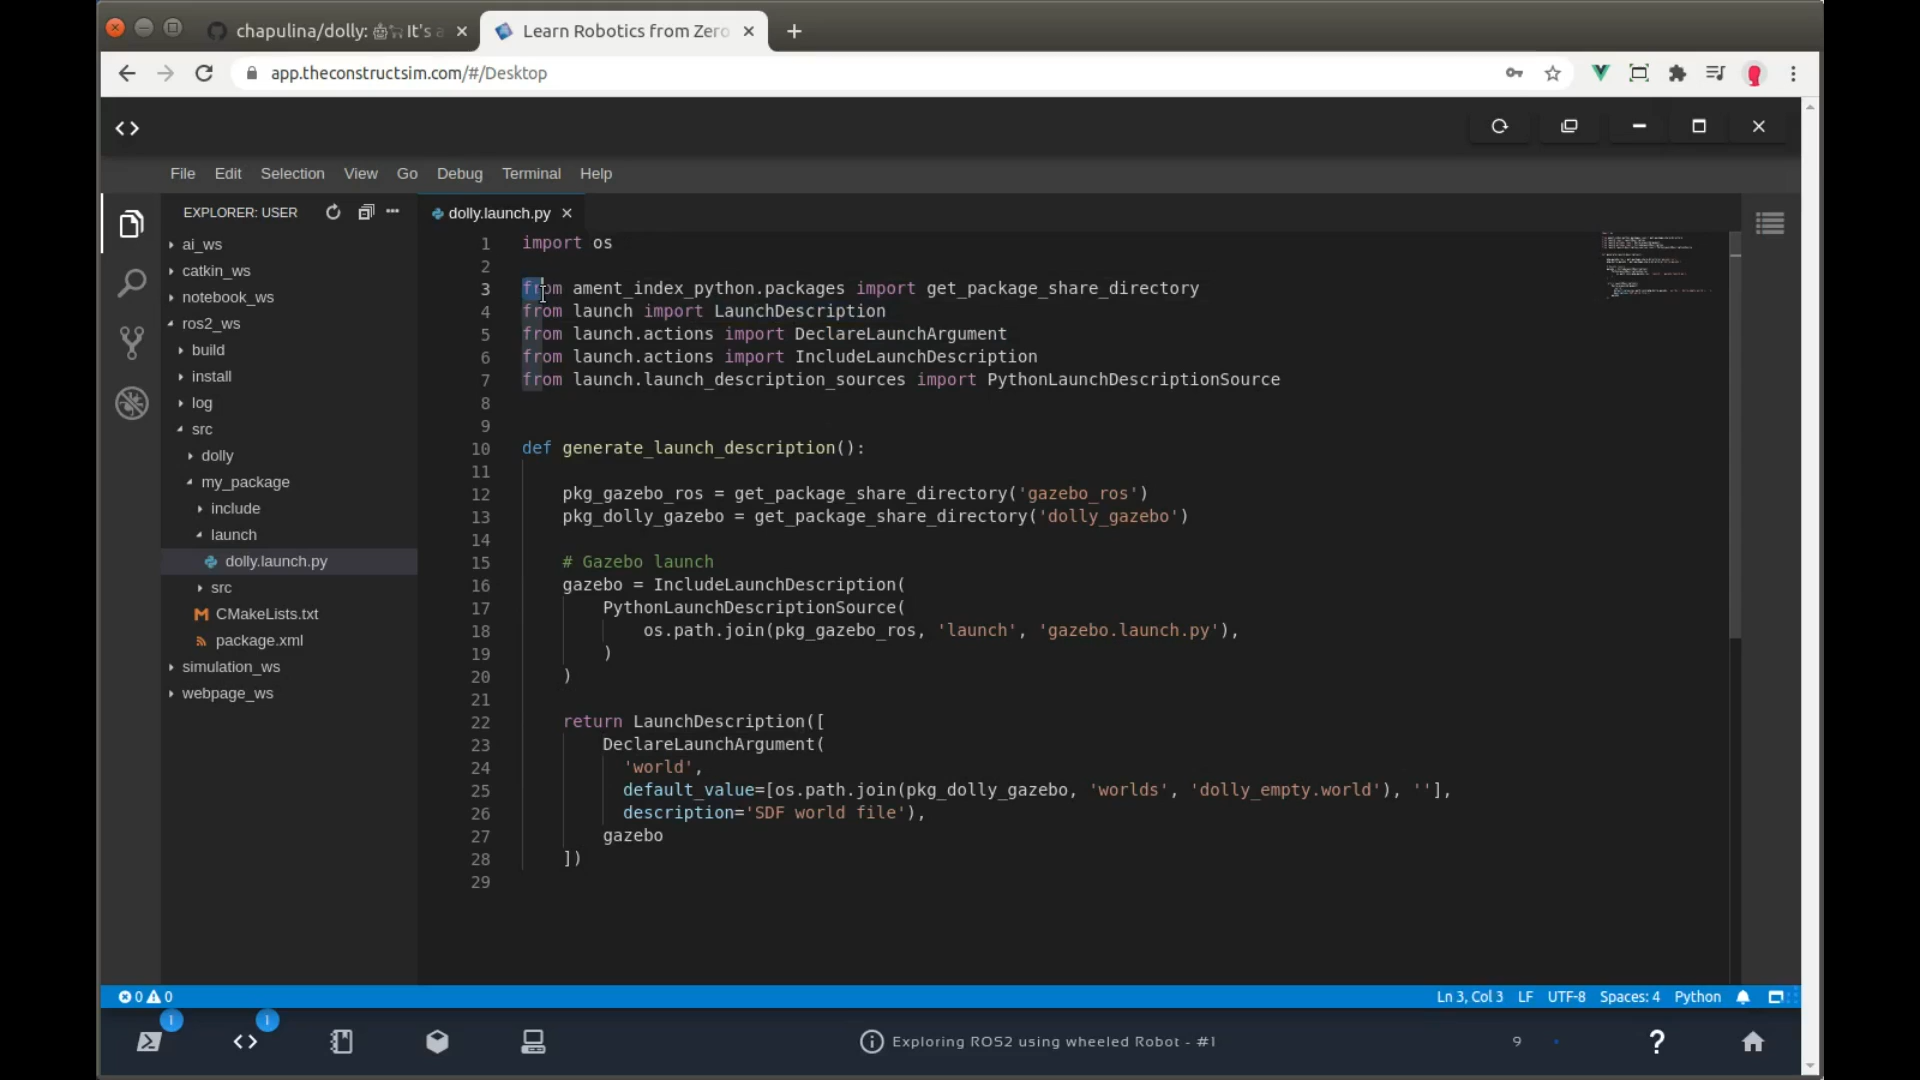 chapulina/dolly: 🤖🐑 It's a
Learn Robotics from Zero
app.theconstructsim.com/#/Desktop
File Edit Selection View Go Debug Terminal Help
EXPLORER: USER
ai_ws
catkin_ws
notebook_ws
ros2_ws
build
install
log
src
dolly
my_package
include
launch
dolly.launch.py
src
CMakeLists.txt
package.xml
simulation_ws
webpage_ws
dolly.launch.py
1 import os
2
3 from ament_index_python.packages import get_package_share_directory
4 from launch import LaunchDescription
5 from launch.actions import DeclareLaunchArgument
6 from launch.actions import IncludeLaunchDescription
7 from launch.launch_description_sources import PythonLaunchDescriptionSource
8
9
10 def generate_launch_description():
11
12 pkg_gazebo_ros = get_package_share_directory('gazebo_ros')
13 pkg_dolly_gazebo = get_package_share_directory('dolly_gazebo')
14
15 # Gazebo launch
16 gazebo = IncludeLaunchDescription(
17 PythonLaunchDescriptionSource(
18 os.path.join(pkg_gazebo_ros, 'launch', 'gazebo.launch.py'),
19 )
20 )
21
22 return LaunchDescription([
23 DeclareLaunchArgument(
24 'world',
25 default_value=[os.path.join(pkg_dolly_gazebo, 'worlds', 'dolly_empty.world'), ''],
26 description='SDF world file'),
27 gazebo
28 ])
29
0 0
Ln 3, Col 3 LF UTF-8 Spaces: 4 Python
Exploring ROS2 using wheeled Robot - #1
9